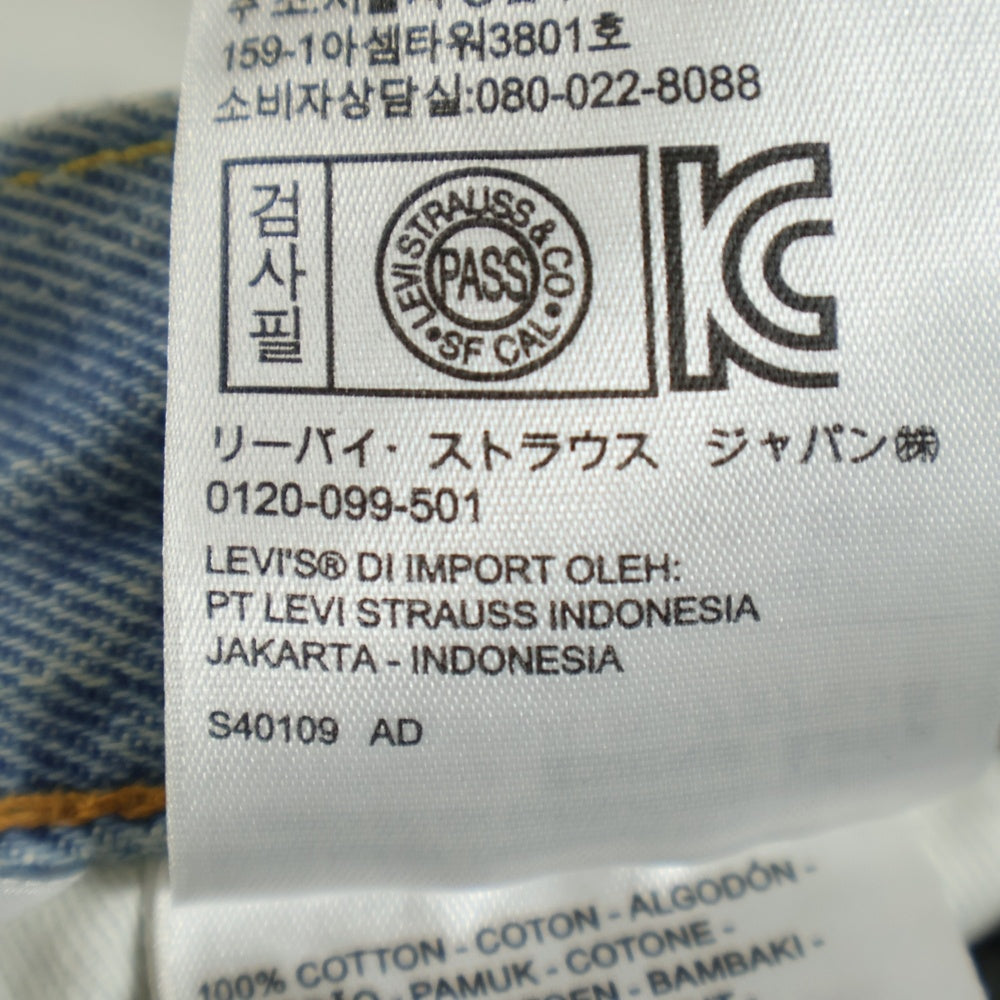 159-1아셈타워3801호
소비자상담실:080-022-8088
검사필
LEVI STRAUSS & CO • SF CAL •
PASS
リーバイ・ ストラウス ジャパン㈱
0120-099-501
LEVI'S® DI IMPORT OLEH:
PT LEVI STRAUSS INDONESIA
JAKARTA - INDONESIA
S40109 AD
100% COTTON - COTON - ALGODÓN -
PAMUK - COTONE -
BAMBAKI -